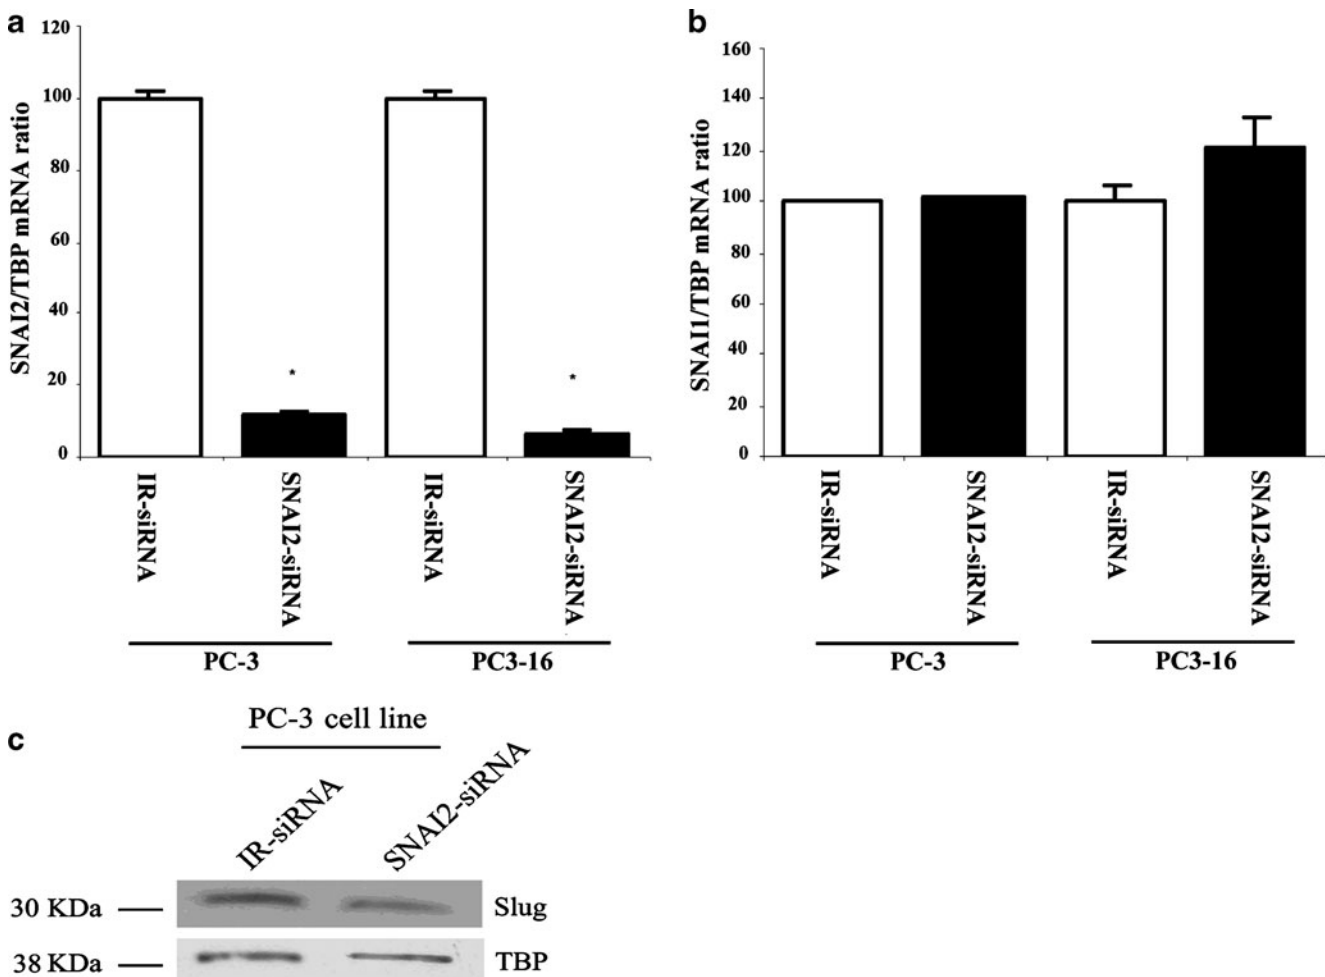 a
SNAI2/TBP mRNA ratio
120
100
80
60
40
20
0
*
*
IR-siRNA
SNAI2-siRNA
IR-siRNA
SNAI2-siRNA
PC-3
PC3-16
b
SNAI1/TBP mRNA ratio
160
140
120
100
80
60
40
20
0
IR-siRNA
SNAI2-siRNA
IR-siRNA
SNAI2-siRNA
PC-3
PC3-16
c
PC-3 cell line
IR-siRNA
SNAI2-siRNA
30 KDa
Slug
38 KDa
TBP